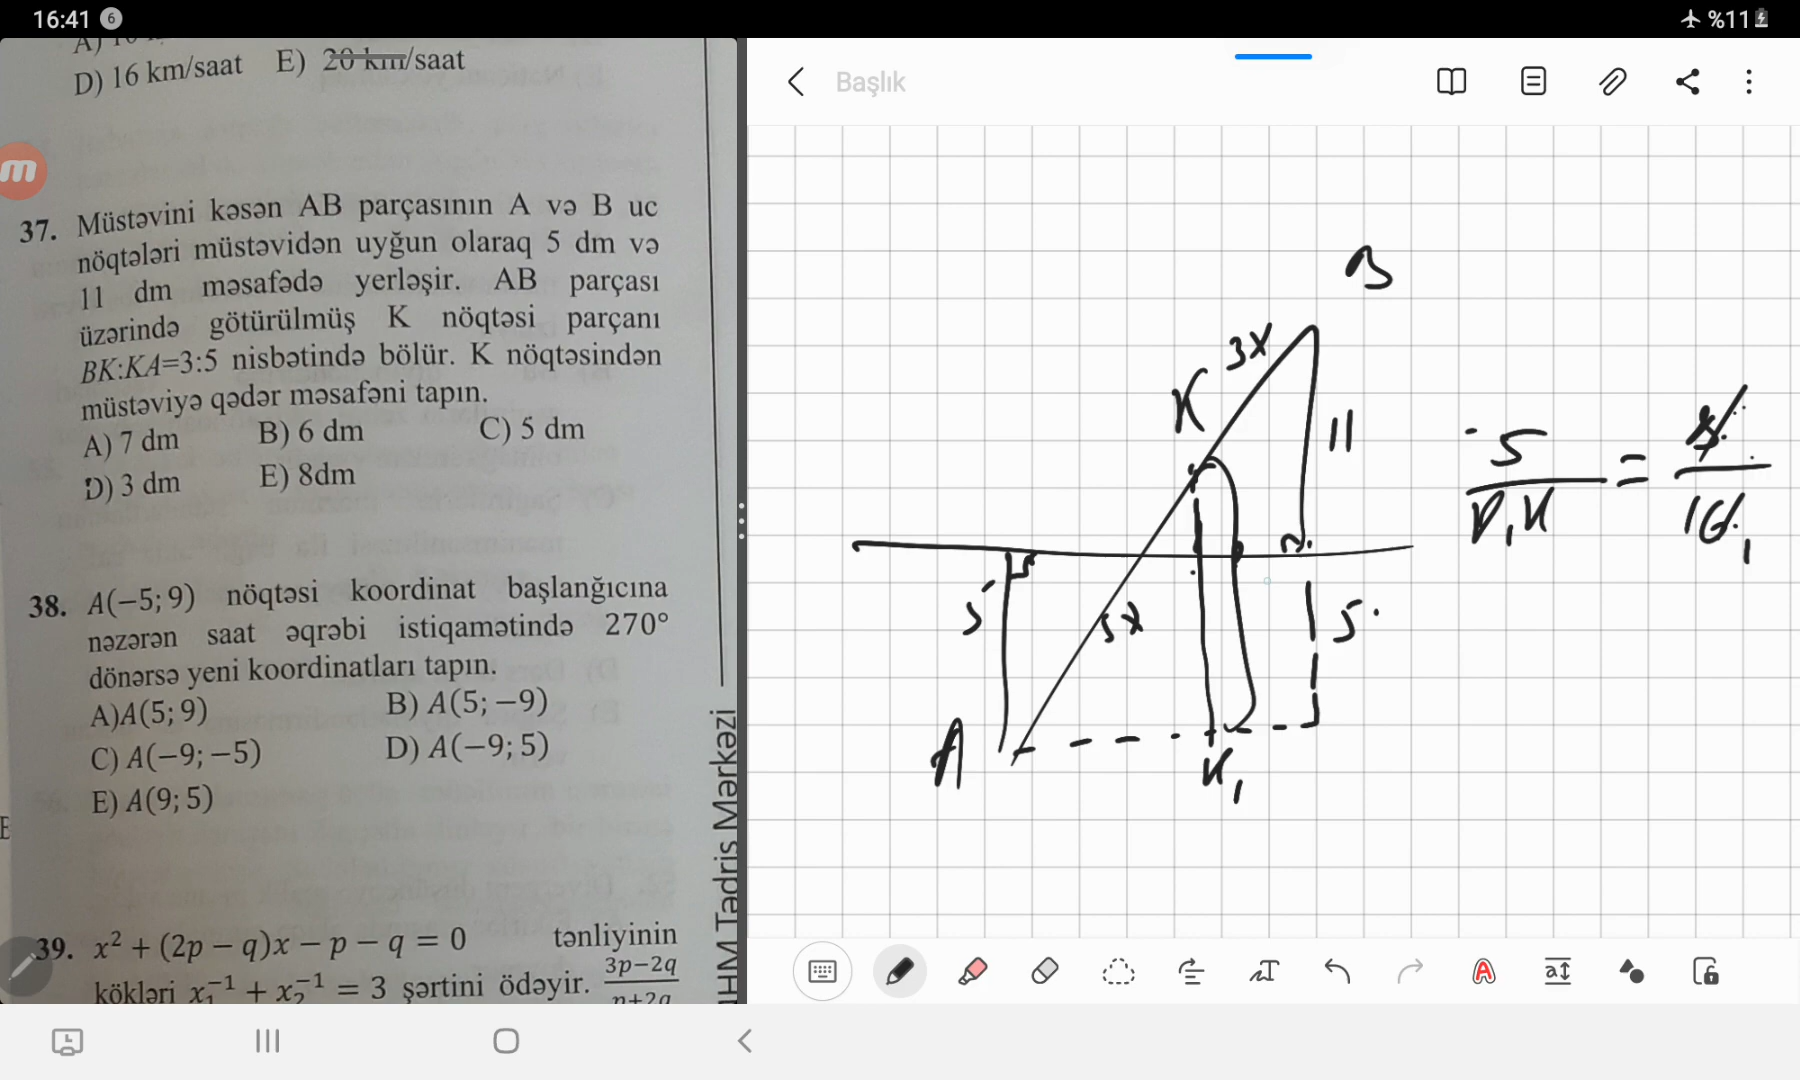 16:41 6
%11
D) 16 km/saat E) 20 km/saat
37. Müstəvini kəsən AB parçasının A və B uc
nöqtələri müstəvidən uyğun olaraq 5 dm və
11 dm məsafədə yerləşir. AB parçası
üzərində götürülmüş K nöqtəsi parçanı
BK:KA=3:5 nisbətində bölür. K nöqtəsindən
müstəviyə qədər məsafəni tapın.
A) 7 dm B) 6 dm C) 5 dm
D) 3 dm E) 8dm
38. A(−5; 9) nöqtəsi koordinat başlanğıcına
nəzərən saat əqrəbi istiqamətində 270°
dönərsə yeni koordinatları tapın.
A)A(5; 9) B) A(5; −9)
C) A(−9; −5) D) A(−9; 5)
E) A(9; 5)
39. x² + (2p − q)x − p − q = 0 tənliyinin
kökləri x₁⁻¹ + x₂⁻¹ = 3 şərtini ödəyir. 3p−2q
p+2q
HM Tədris Mərkəzi
Başlık
B
3x
K
11
5
5x
5
A
K₁
5
=
16